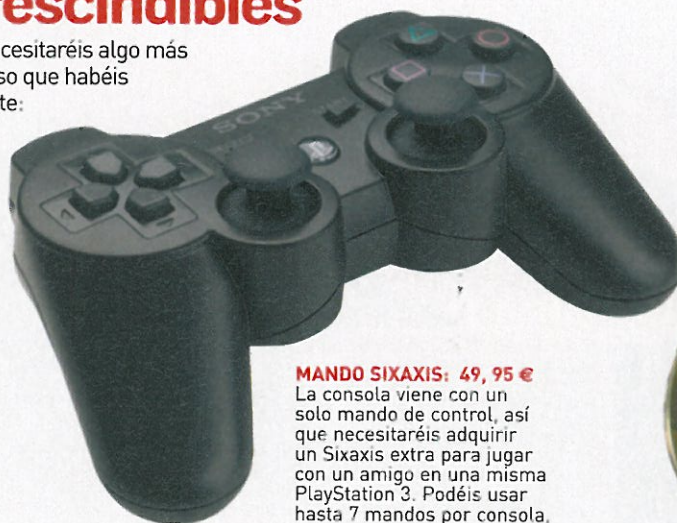 rescindibles
cesitaréis algo más
so que habéis
te:
SONY
MANDO SIXAXIS: 49, 95 €
La consola viene con un
solo mando de control, así
que necesitaréis adquirir
un Sixaxis extra para jugar
con un amigo en una misma
PlayStation 3. Podéis usar
hasta 7 mandos por consola,